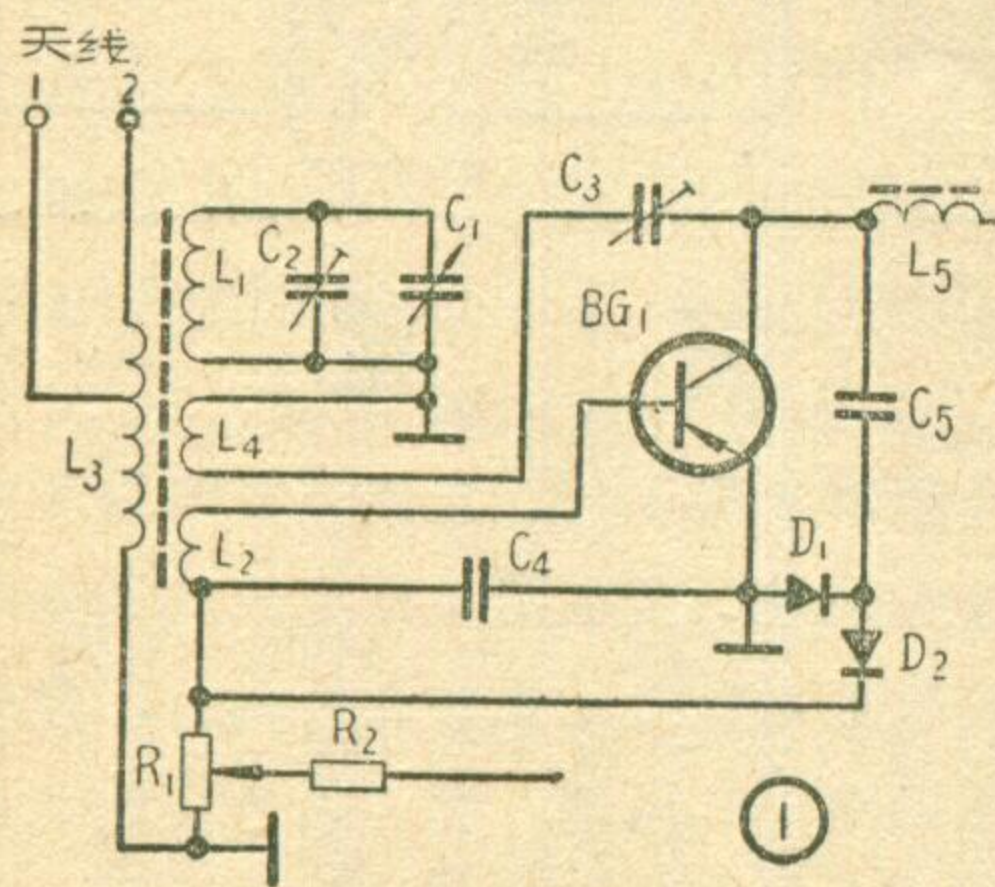 天线
1 2
C₃
C₂ C₁
L₁
L₅
BG₁
L₄
L₃
C₅
L₂
C₄
D₁
D₂
R₁
R₂
①